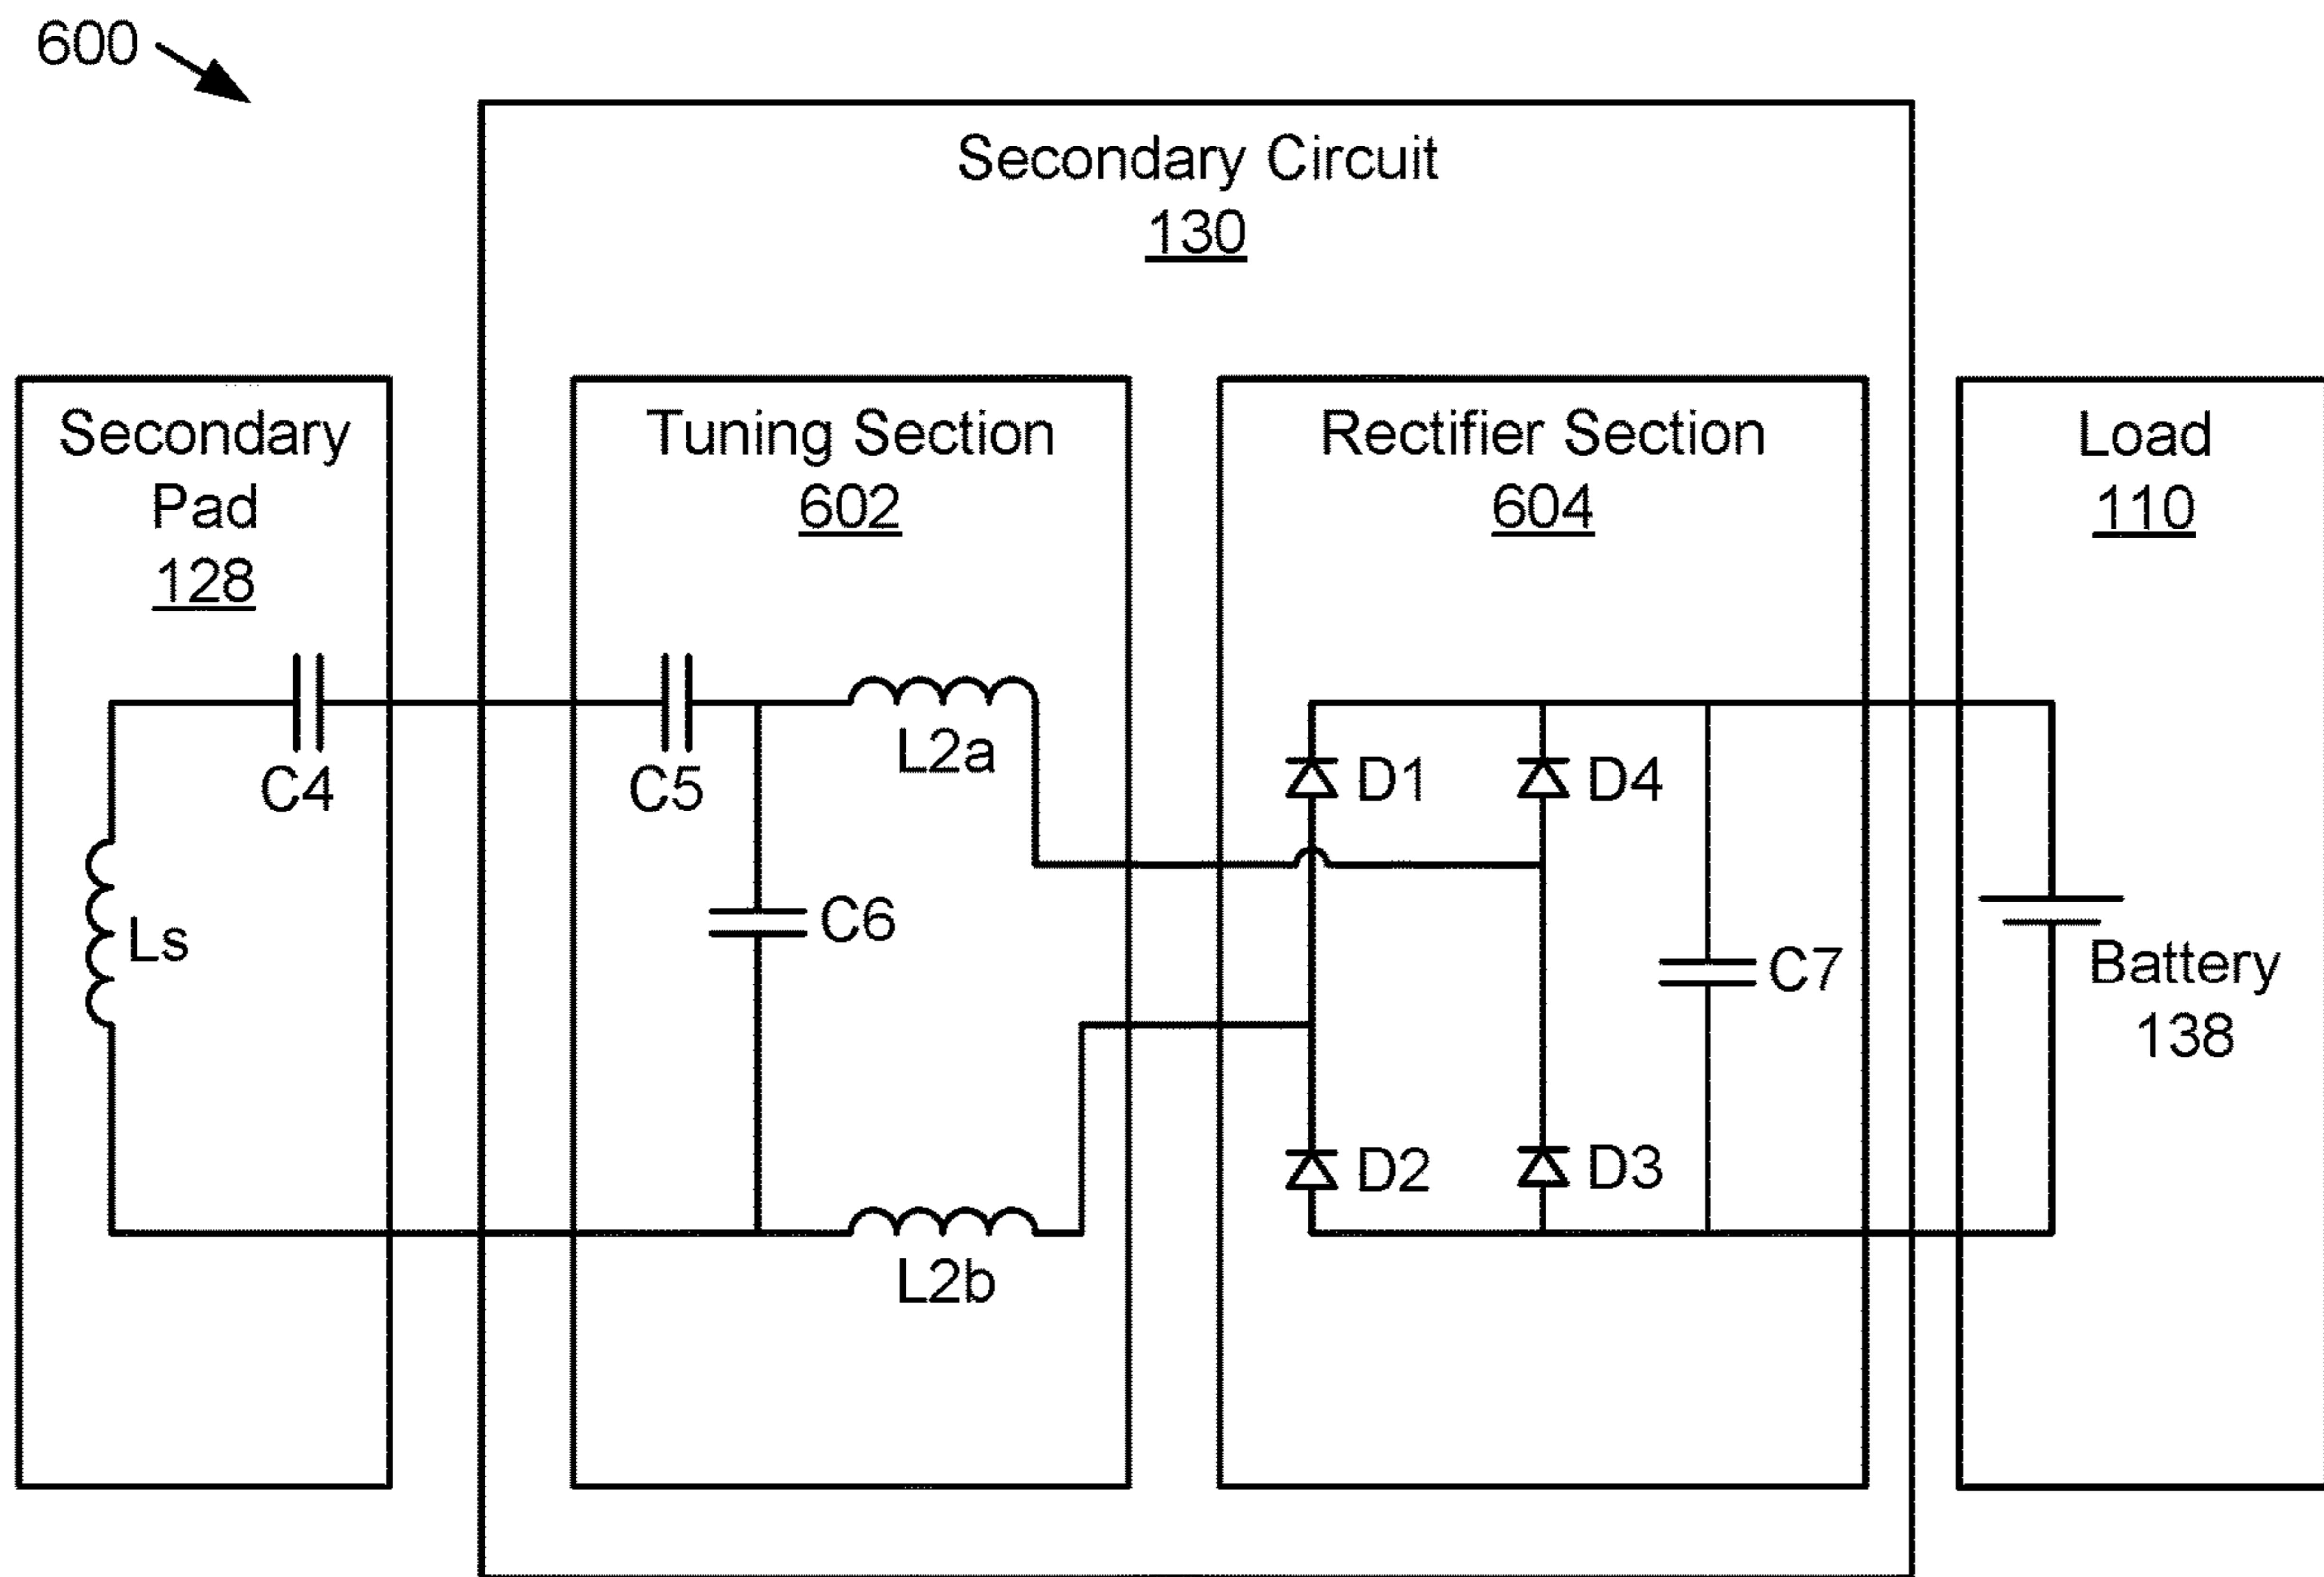 600
Secondary Circuit
130
Secondary
Pad
128
Tuning Section
602
Rectifier Section
604
Load
110
C4
C5
L2a
D1
D4
Ls
C6
C7
Battery
138
D2
D3
L2b